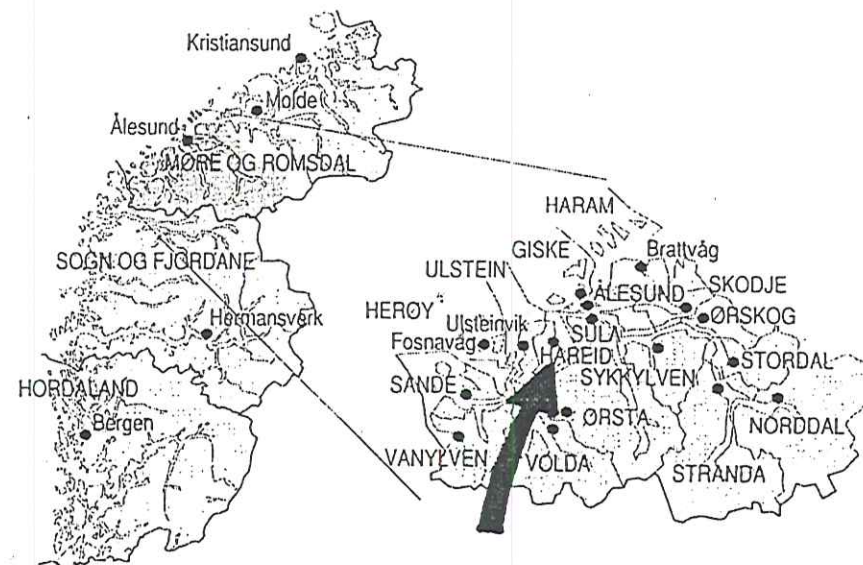 Kristiansund
Molde
Ålesund
MØRE OG ROMSDAL
SOGN OG FJORDANE
Hermansverk
HORDALAND
Bergen
HARAM
GISKE
Brattvåg
ULSTEIN
SKODJE
HERØY
ÅLESUND
ØRSKOG
Ulsteinvik
SULA
Fosnavåg
HAREID
STORDAL
SANDE
SYKKYLVEN
ØRSTA
NORDDAL
VANYLVEN
VOLDA
STRANDA